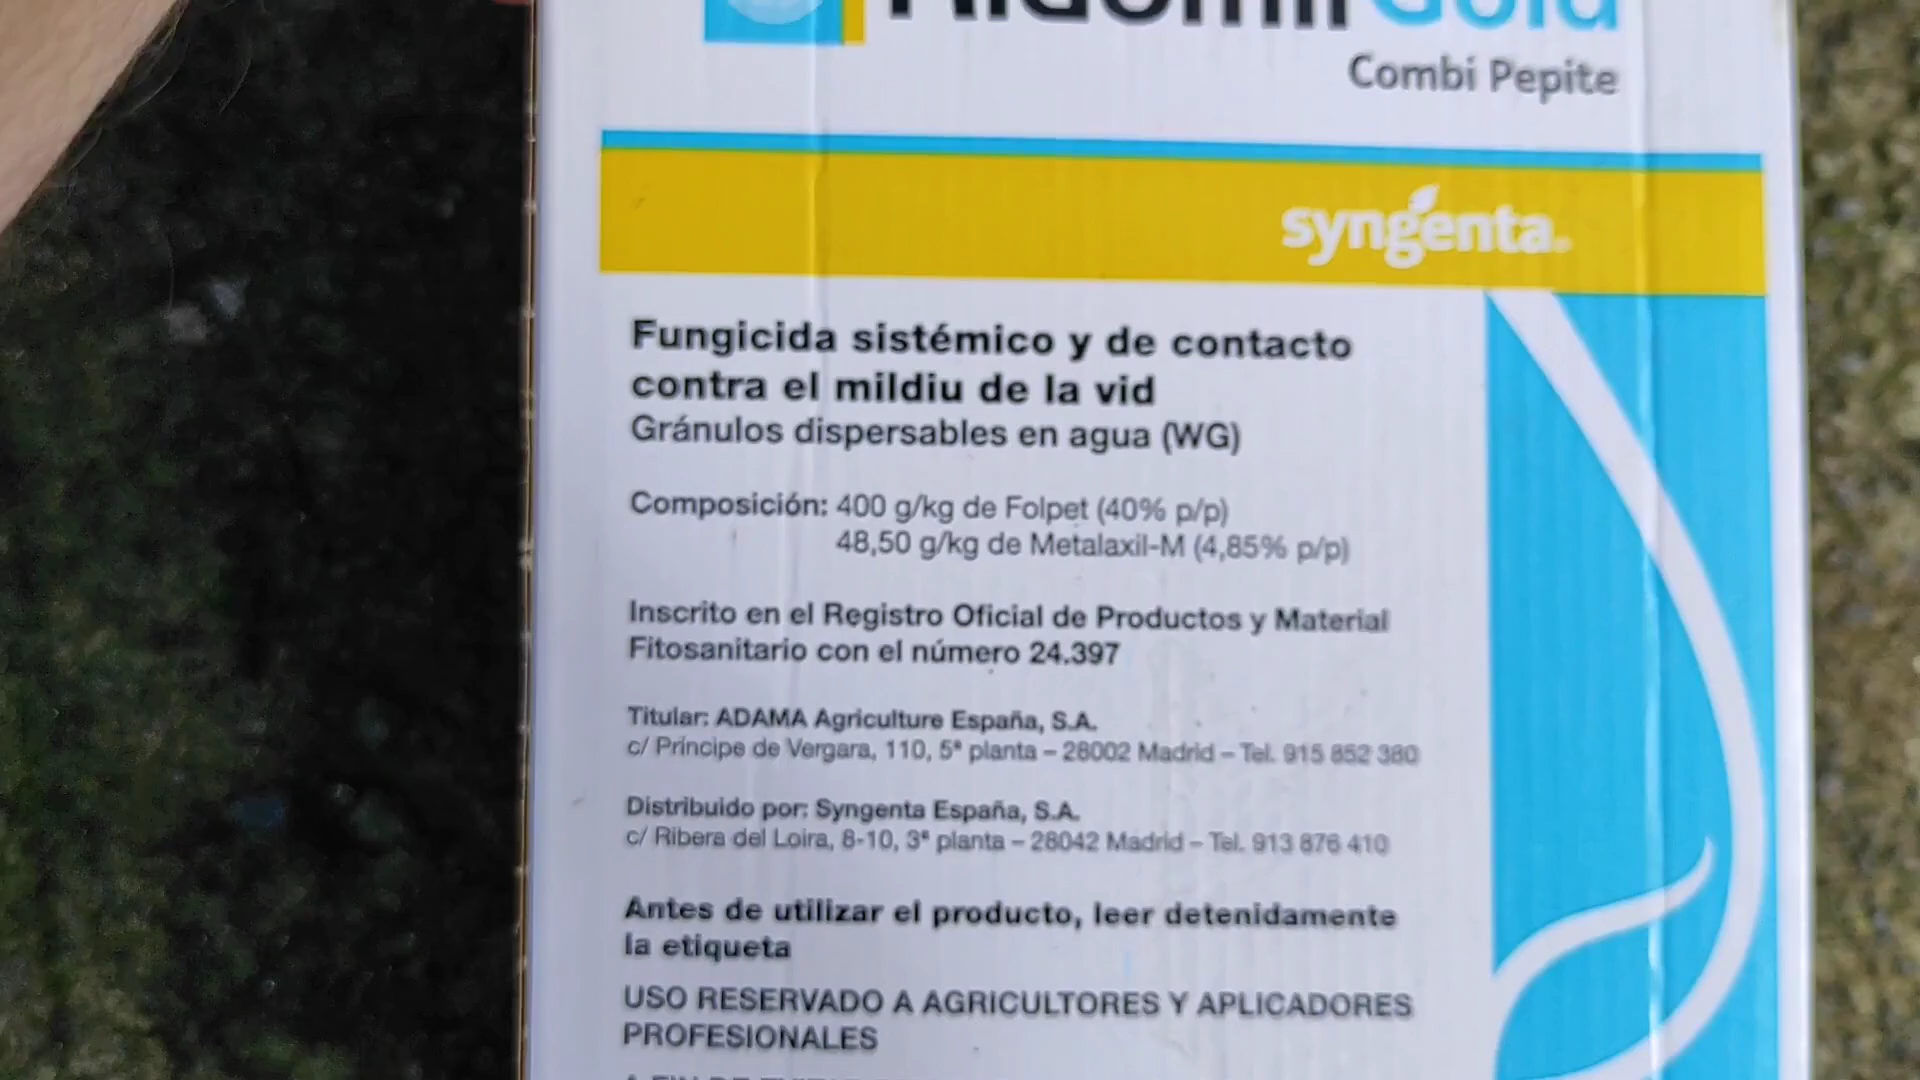 Ridomil Gold
Combi Pepite
syngenta.
Fungicida sistémico y de contacto
contra el mildiu de la vid
Gránulos dispersables en agua (WG)
Composición: 400 g/kg de Folpet (40% p/p)
48,50 g/kg de Metalaxil-M (4,85% p/p)
Inscrito en el Registro Oficial de Productos y Material
Fitosanitario con el número 24.397
Titular: ADAMA Agriculture España, S.A.
c/ Príncipe de Vergara, 110, 5ª planta – 28002 Madrid – Tel. 915 852 380
Distribuido por: Syngenta España, S.A.
c/ Ribera del Loira, 8-10, 3ª planta – 28042 Madrid – Tel. 913 876 410
Antes de utilizar el producto, leer detenidamente
la etiqueta
USO RESERVADO A AGRICULTORES Y APLICADORES
PROFESIONALES